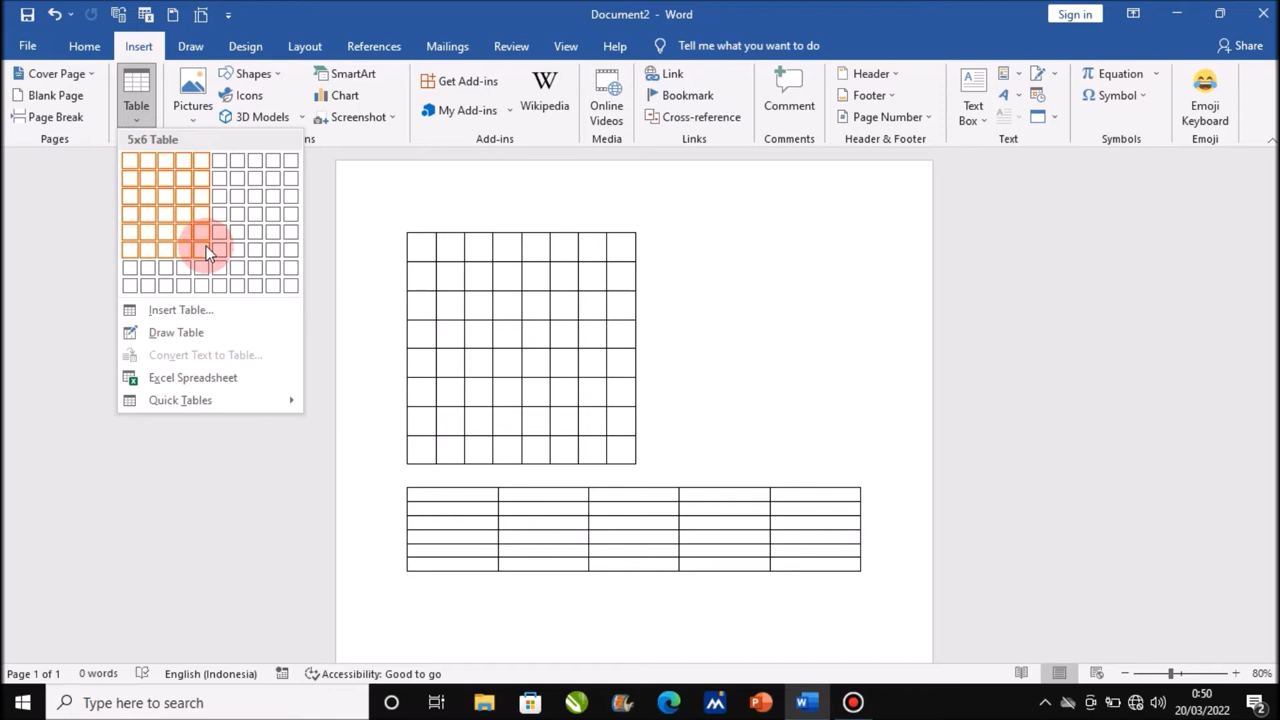 Document2 - Word
Sign in
File Home Insert Draw Design Layout References Mailings Review View Help Tell me what you want to do Share
Cover Page
Blank Page
Page Break
Pages
Table
Pictures
Shapes
Icons
3D Models
SmartArt
Chart
Screenshot
ns
Get Add-ins
My Add-ins
W
Wikipedia
Add-ins
Online
Videos
Media
Link
Bookmark
Cross-reference
Links
Comment
Comments
Header
Footer
Page Number
Header & Footer
Text
Box
Text
Equation
Symbol
Symbols
Emoji
Keyboard
Emoji
5x6 Table
Insert Table...
Draw Table
Convert Text to Table...
Excel Spreadsheet
Quick Tables
Page 1 of 1 0 words English (Indonesia) Accessibility: Good to go 80%
Type here to search
0:50
20/03/2022
2